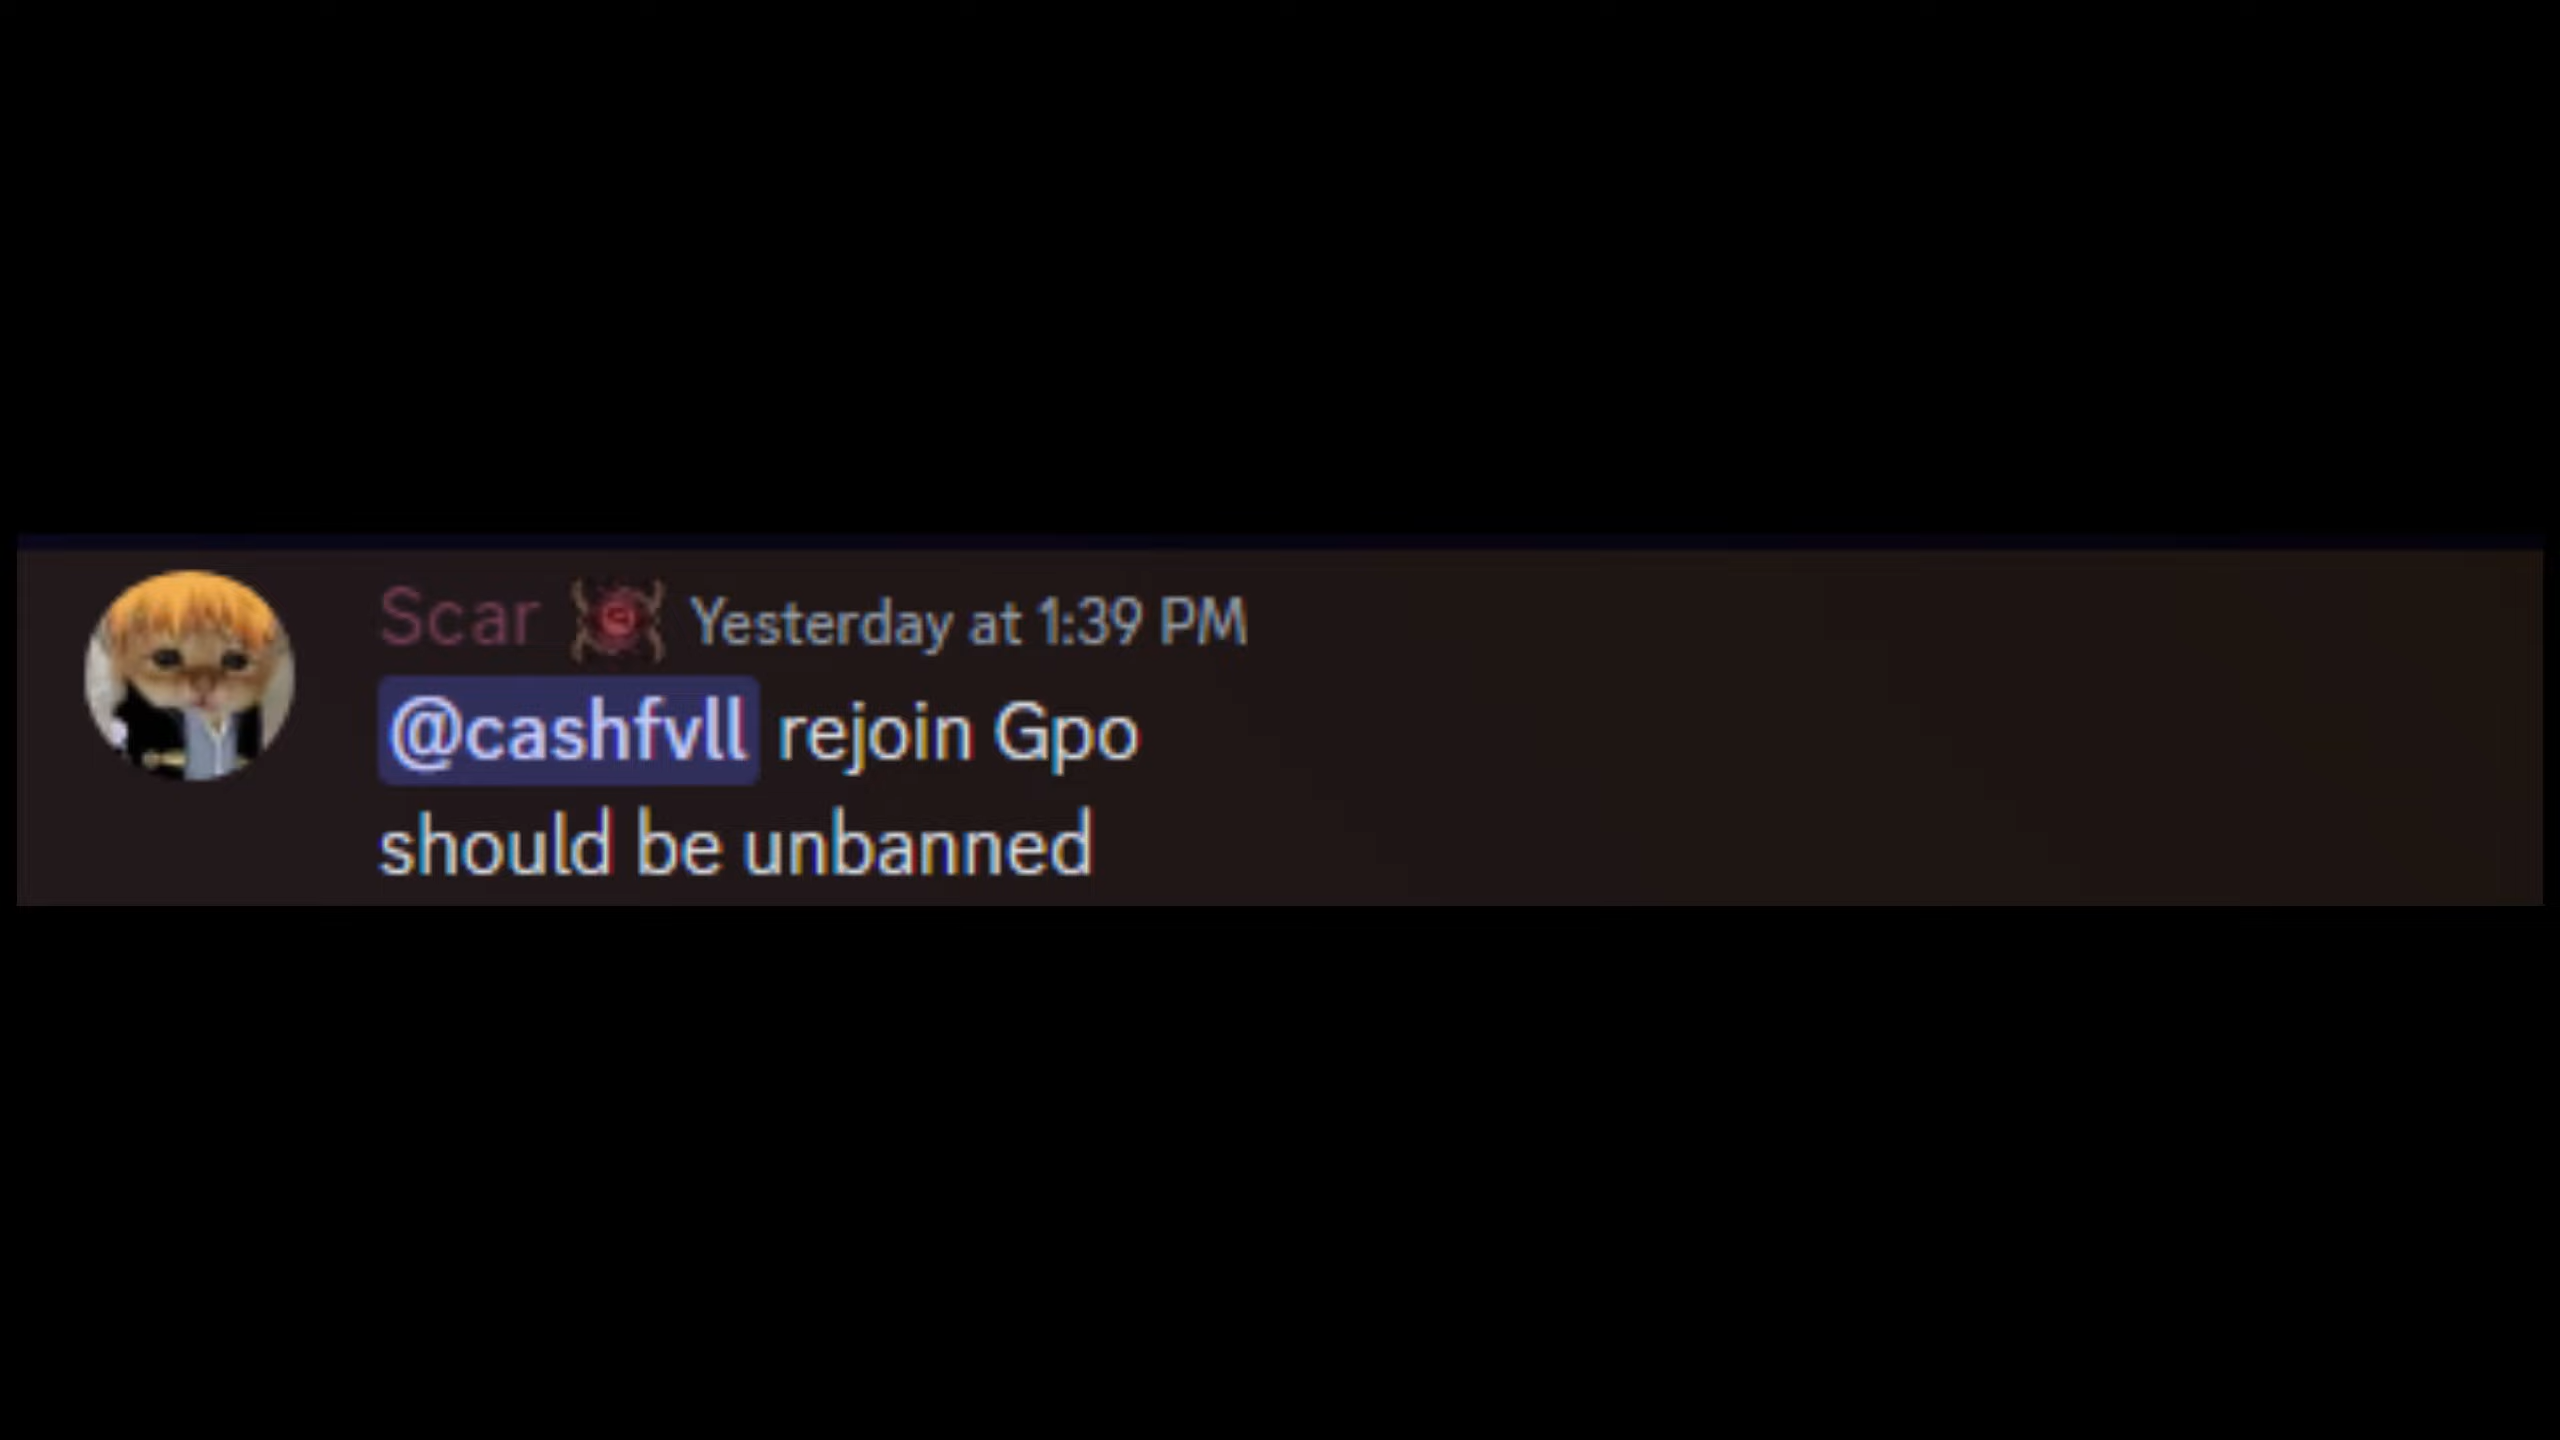 Scar Yesterday at 1:39 PM
@cashfvll rejoin Gpo
should be unbanned